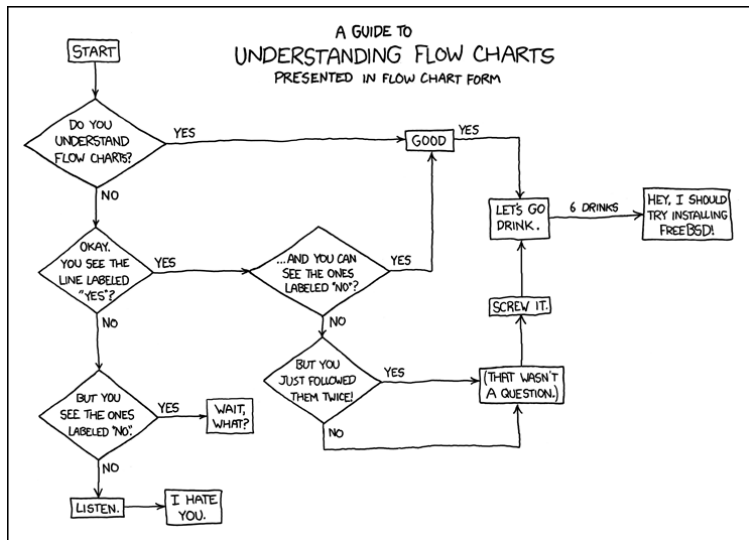 A GUIDE TO
UNDERSTANDING FLOW CHARTS
PRESENTED IN FLOW CHART FORM
START
DO YOU
UNDERSTAND
FLOW CHARTS?
YES
GOOD
YES
NO
LET'S GO
DRINK.
6 DRINKS
HEY, I SHOULD
TRY INSTALLING
FREEBSD!
OKAY.
YOU SEE THE
LINE LABELED
"YES"?
YES
...AND YOU CAN
SEE THE ONES
LABELED "NO"?
YES
NO
NO
SCREW IT.
BUT YOU
JUST FOLLOWED
THEM TWICE!
YES
(THAT WASN'T
A QUESTION.)
NO
BUT YOU
SEE THE ONES
LABELED "NO".
YES
WAIT,
WHAT?
NO
LISTEN.
I HATE
YOU.